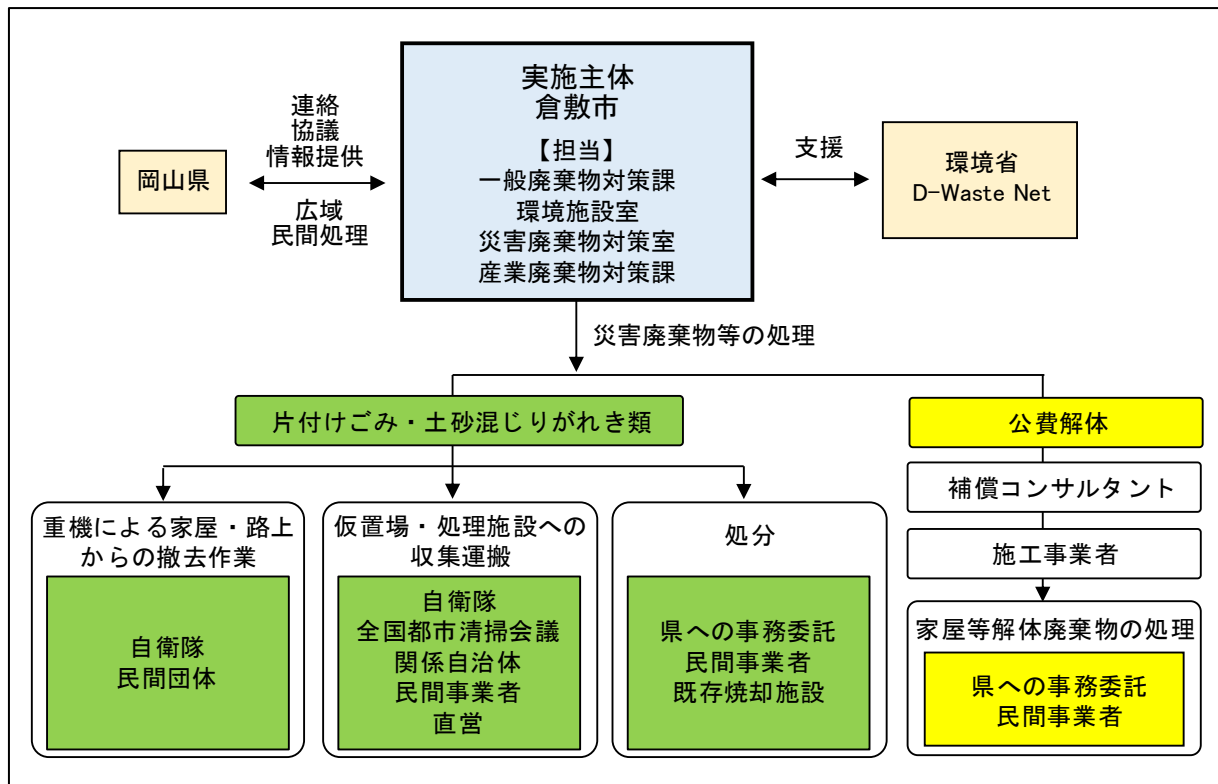 実施主体
倉敷市
【担当】
一般廃棄物対策課
環境施設室
災害廃棄物対策室
産業廃棄物対策課
連絡
協議
情報提供
広域
民間処理
岡山県
支援
環境省
D-Waste Net
災害廃棄物等の処理
片付けごみ・土砂混じりがれき類
公費解体
補償コンサルタント
施工事業者
重機による家屋・路上
からの撤去作業
自衛隊
民間団体
仮置場・処理施設への
収集運搬
自衛隊
全国都市清掃会議
関係自治体
民間事業者
直営
処分
県への事務委託
民間事業者
既存焼却施設
家屋等解体廃棄物の処理
県への事務委託
民間事業者